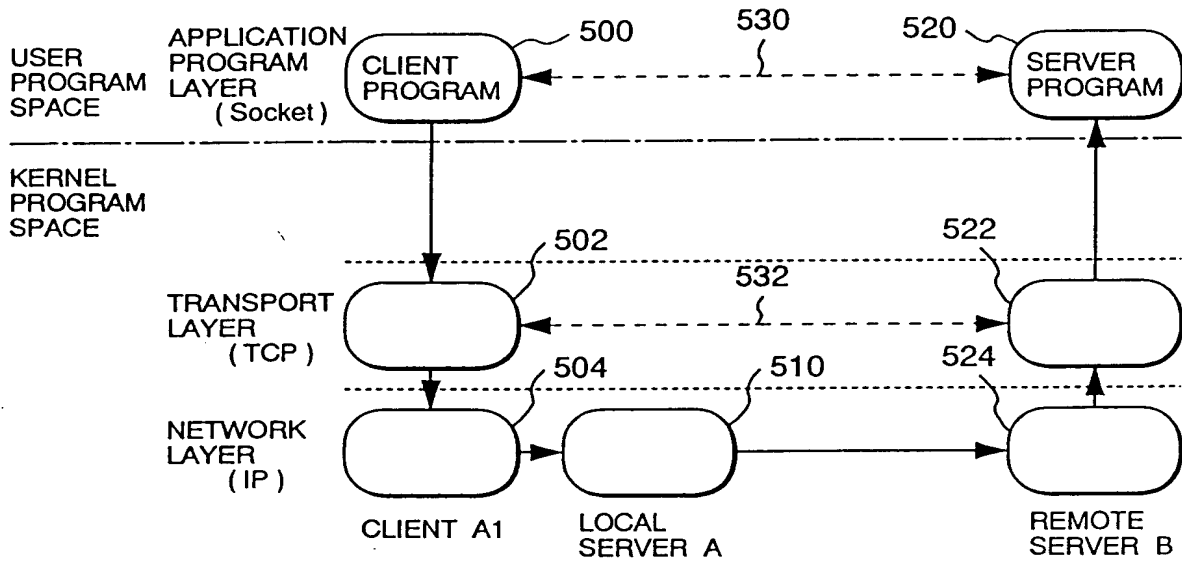 USER
PROGRAM
SPACE
APPLICATION
PROGRAM
LAYER
( Socket )
CLIENT
PROGRAM
500
530
520
SERVER
PROGRAM
KERNEL
PROGRAM
SPACE
502
522
TRANSPORT
LAYER
( TCP )
532
504
510
524
NETWORK
LAYER
( IP )
CLIENT A1
LOCAL
SERVER A
REMOTE
SERVER B